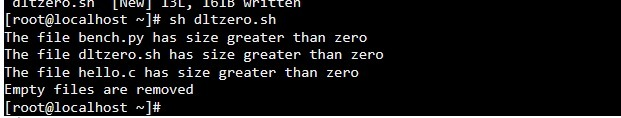 "dltzero.sh" [New] 13L, 161B written
[root@localhost ~]# sh dltzero.sh
The file bench.py has size greater than zero
The file dltzero.sh has size greater than zero
The file hello.c has size greater than zero
Empty files are removed
[root@localhost ~]#